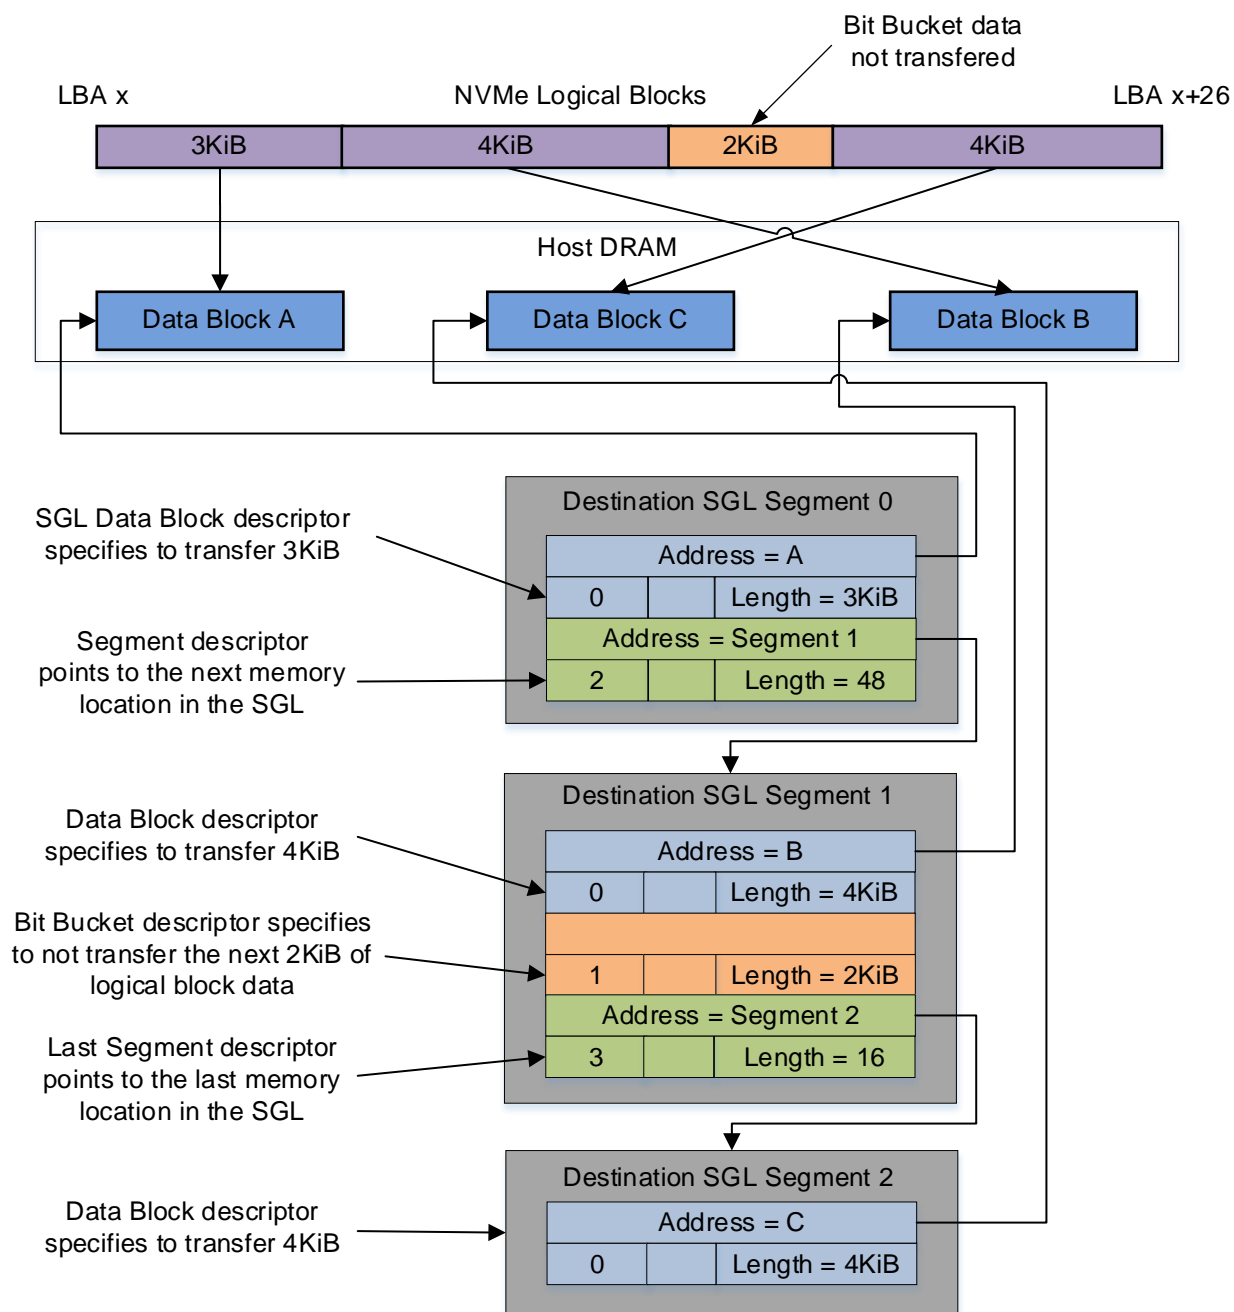 Bit Bucket data
not transfered
LBA x
NVMe Logical Blocks
LBA x+26
3KiB
4KiB
2KiB
4KiB
Host DRAM
Data Block A
Data Block C
Data Block B
Destination SGL Segment 0
SGL Data Block descriptor
specifies to transfer 3KiB
Address = A
0
Length = 3KiB
Segment descriptor
points to the next memory
location in the SGL
Address = Segment 1
2
Length = 48
Destination SGL Segment 1
Data Block descriptor
specifies to transfer 4KiB
Address = B
0
Length = 4KiB
Bit Bucket descriptor specifies
to not transfer the next 2KiB of
logical block data
1
Length = 2KiB
Last Segment descriptor
points to the last memory
location in the SGL
Address = Segment 2
3
Length = 16
Destination SGL Segment 2
Data Block descriptor
specifies to transfer 4KiB
Address = C
0
Length = 4KiB